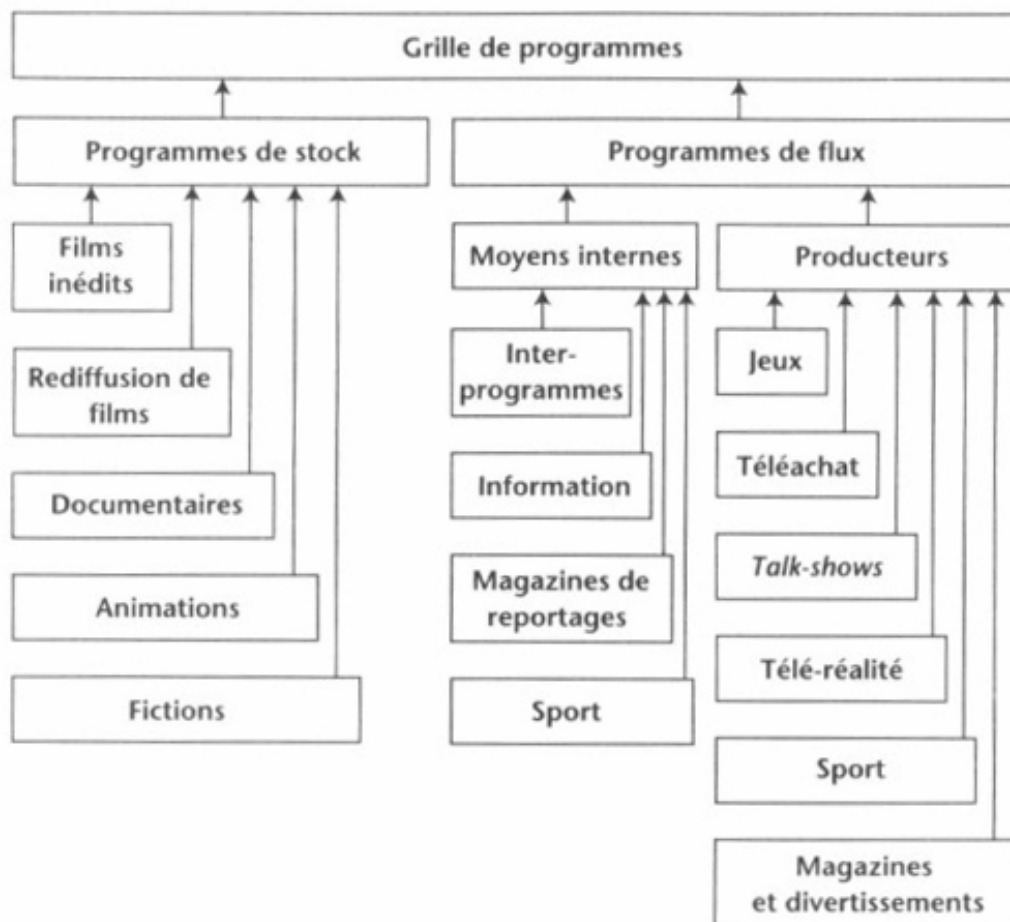 Grille de programmes
Programmes de stock
Films
inédits
Rediffusion de
films
Documentaires
Animations
Fictions
Programmes de flux
Moyens internes
Inter-
programmes
Information
Magazines de
reportages
Sport
Producteurs
Jeux
Téléachat
Talk-shows
Télé-réalité
Sport
Magazines
et divertissements